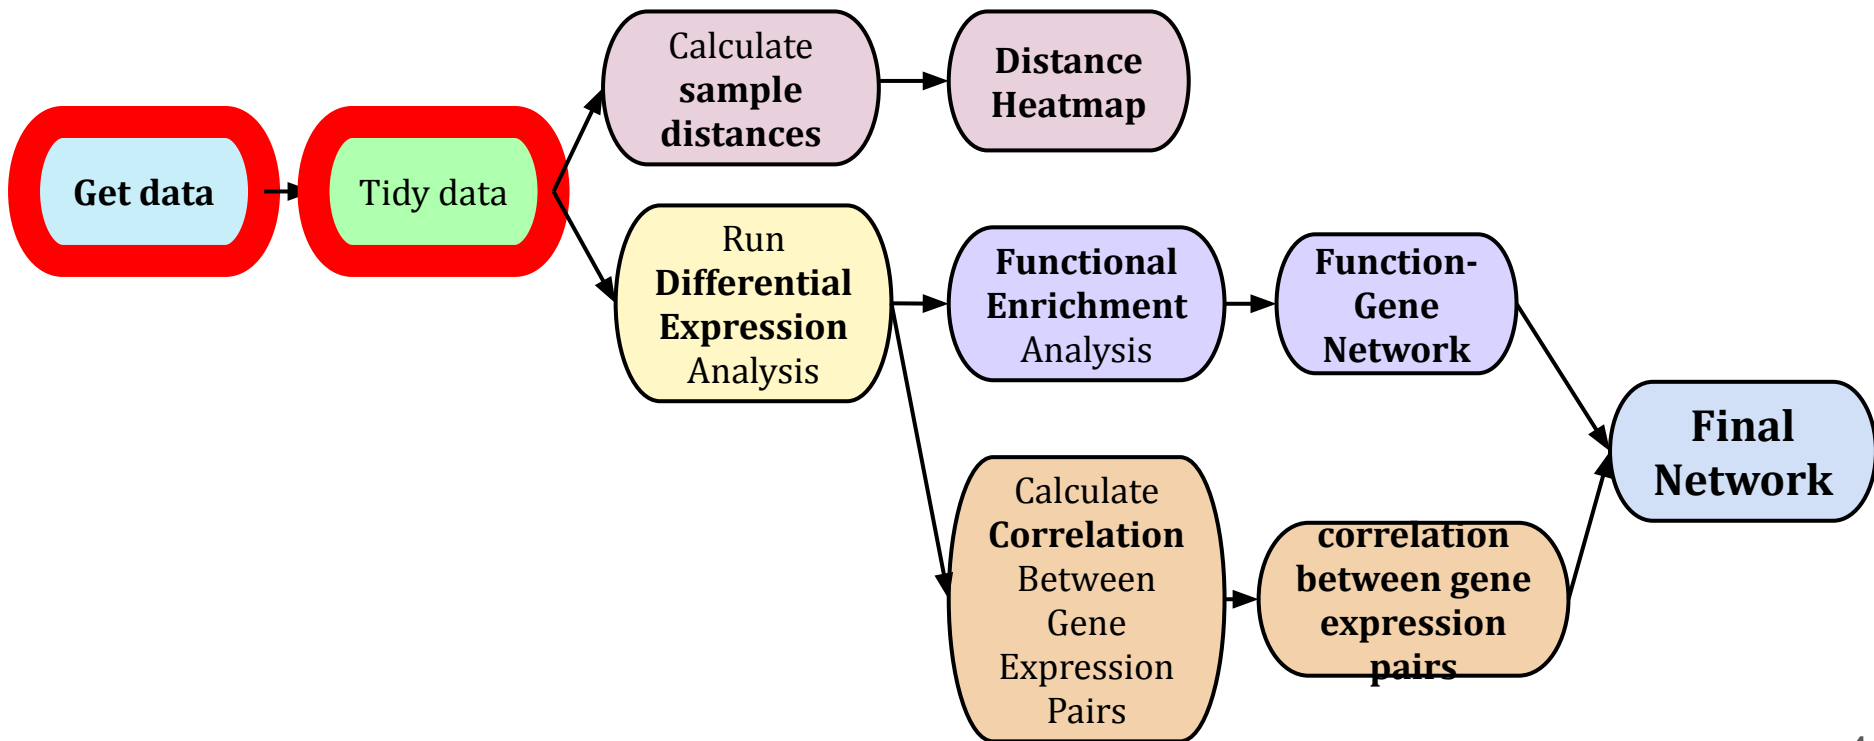 Get data
Tidy data
Calculate
sample
distances
Distance
Heatmap
Run
Differential
Expression
Analysis
Functional
Enrichment
Analysis
Function-
Gene
Network
Calculate
Correlation
Between
Gene
Expression
Pairs
correlation
between gene
expression
pairs
Final
Network